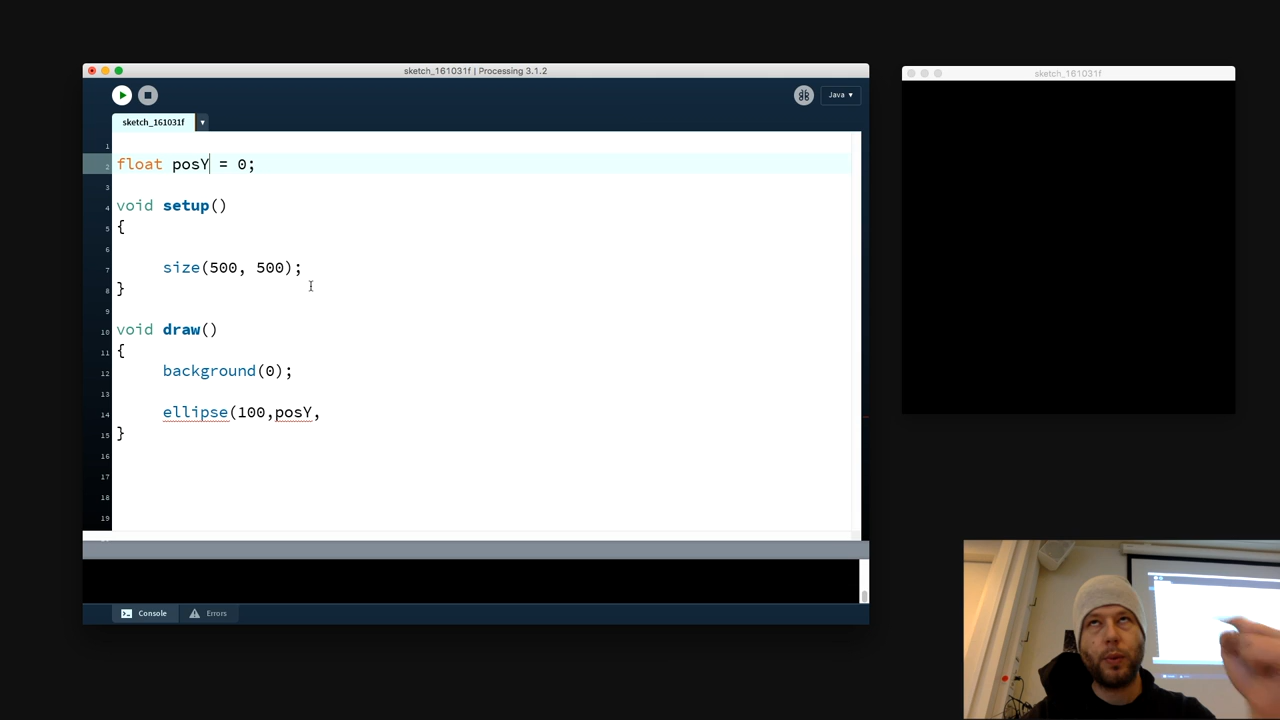 sketch_161031f | Processing 3.1.2
sketch_161031f
Java ▾
sketch_161031f ▾
1
2 float posY = 0;
3
4 void setup()
5 {
6
7 size(500, 500);
8 }
9
10 void draw()
11 {
12 background(0);
13
14 ellipse(100,posY,
15 }
16
17
18
19
Console
Errors